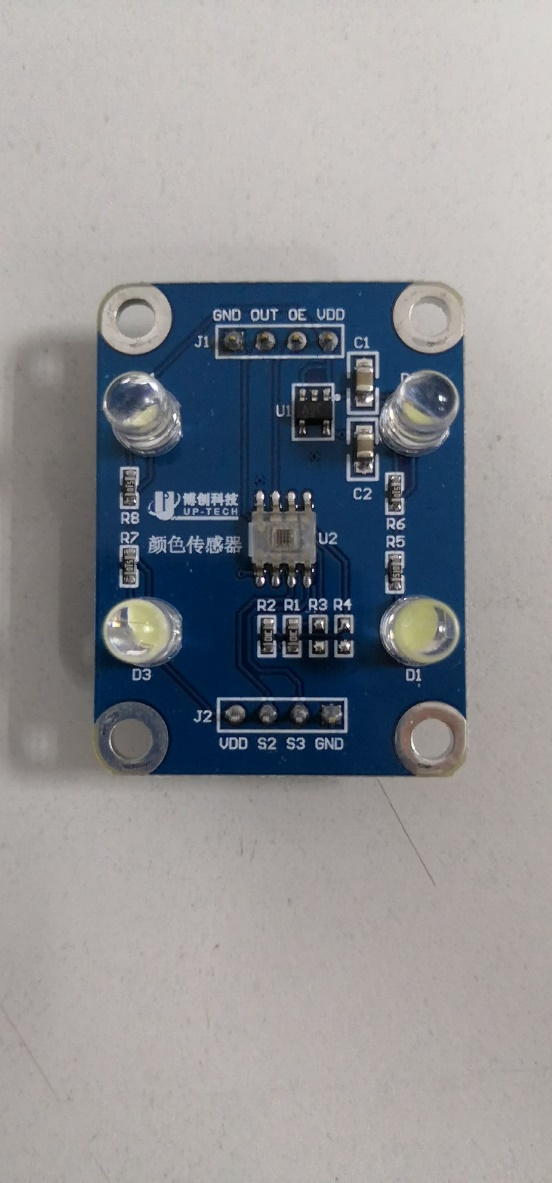 GND OUT OE VDD
J1
C1
U1
C2
博创科技
UP-TECH
R8
R6
颜色传感器
U2
R7
R5
R2 R1 R3 R4
D3
D1
J2
VDD S2 S3 GND